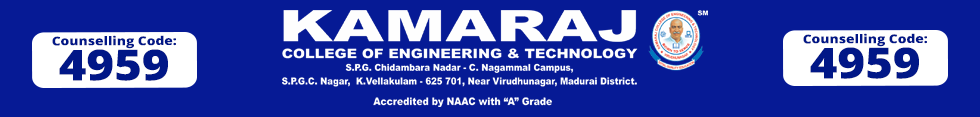 Counselling Code:
4959
KAMARAJ
SM
COLLEGE OF ENGINEERING & TECHNOLOGY
S.P.G. Chidambara Nadar - C. Nagammal Campus,
S.P.G.C. Nagar, K.Vellakulam - 625 701, Near Virudhunagar, Madurai District.
Accredited by NAAC with “A” Grade
Counselling Code:
4959